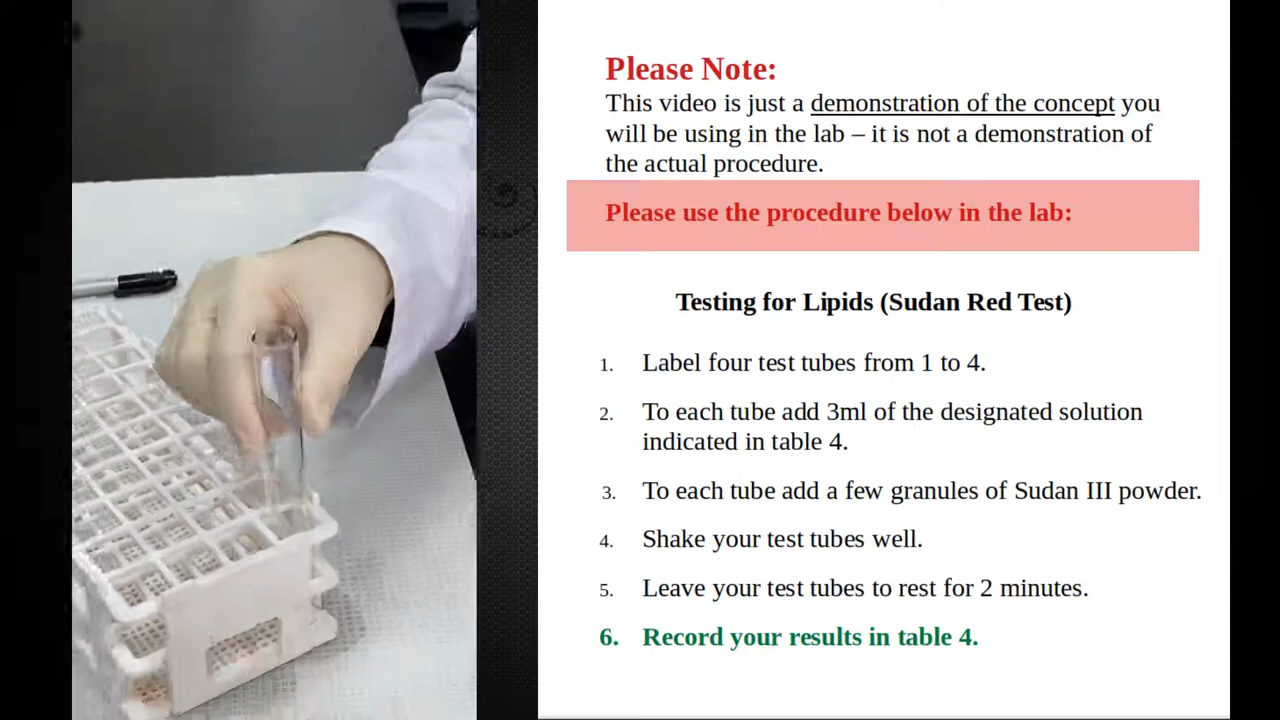 Please Note:
This video is just a demonstration of the concept you
will be using in the lab – it is not a demonstration of
the actual procedure.
Please use the procedure below in the lab:
Testing for Lipids (Sudan Red Test)
1. Label four test tubes from 1 to 4.
2. To each tube add 3ml of the designated solution
indicated in table 4.
3. To each tube add a few granules of Sudan III powder.
4. Shake your test tubes well.
5. Leave your test tubes to rest for 2 minutes.
6. Record your results in table 4.